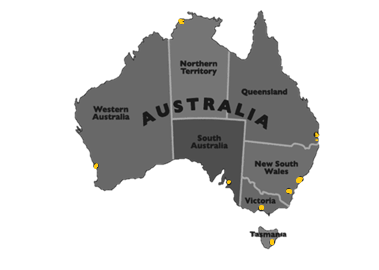 Northern
Territory
Queensland
Western
Australia
AUSTRALIA
South
Australia
New South
Wales
Victoria
Tasmania